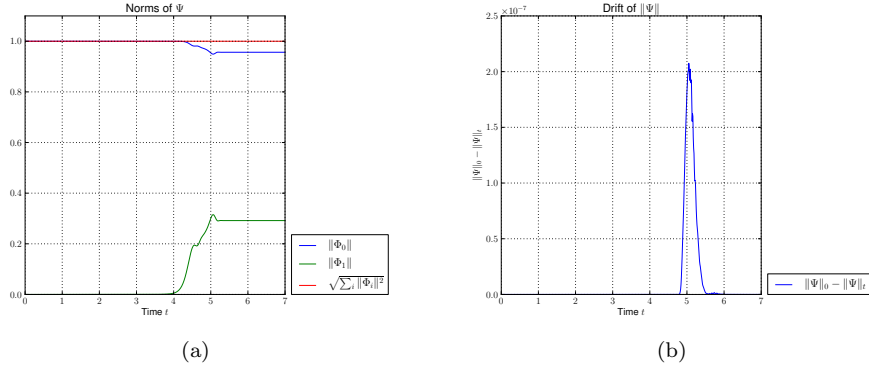 Norms of Ψ
1.0
0.8
0.6
0.4
0.2
0.0
0 1 2 3 4 5 6 7
Time t
‖Φ₀‖
‖Φ₁‖
√∑ᵢ ‖Φᵢ‖²
(a)
Drift of ‖Ψ‖
×10⁻⁷
2.5
2.0
1.5
1.0
0.5
0.0
‖Ψ‖₀ − ‖Ψ‖ₜ
0 1 2 3 4 5 6 7
Time t
‖Ψ‖₀ − ‖Ψ‖ₜ
(b)